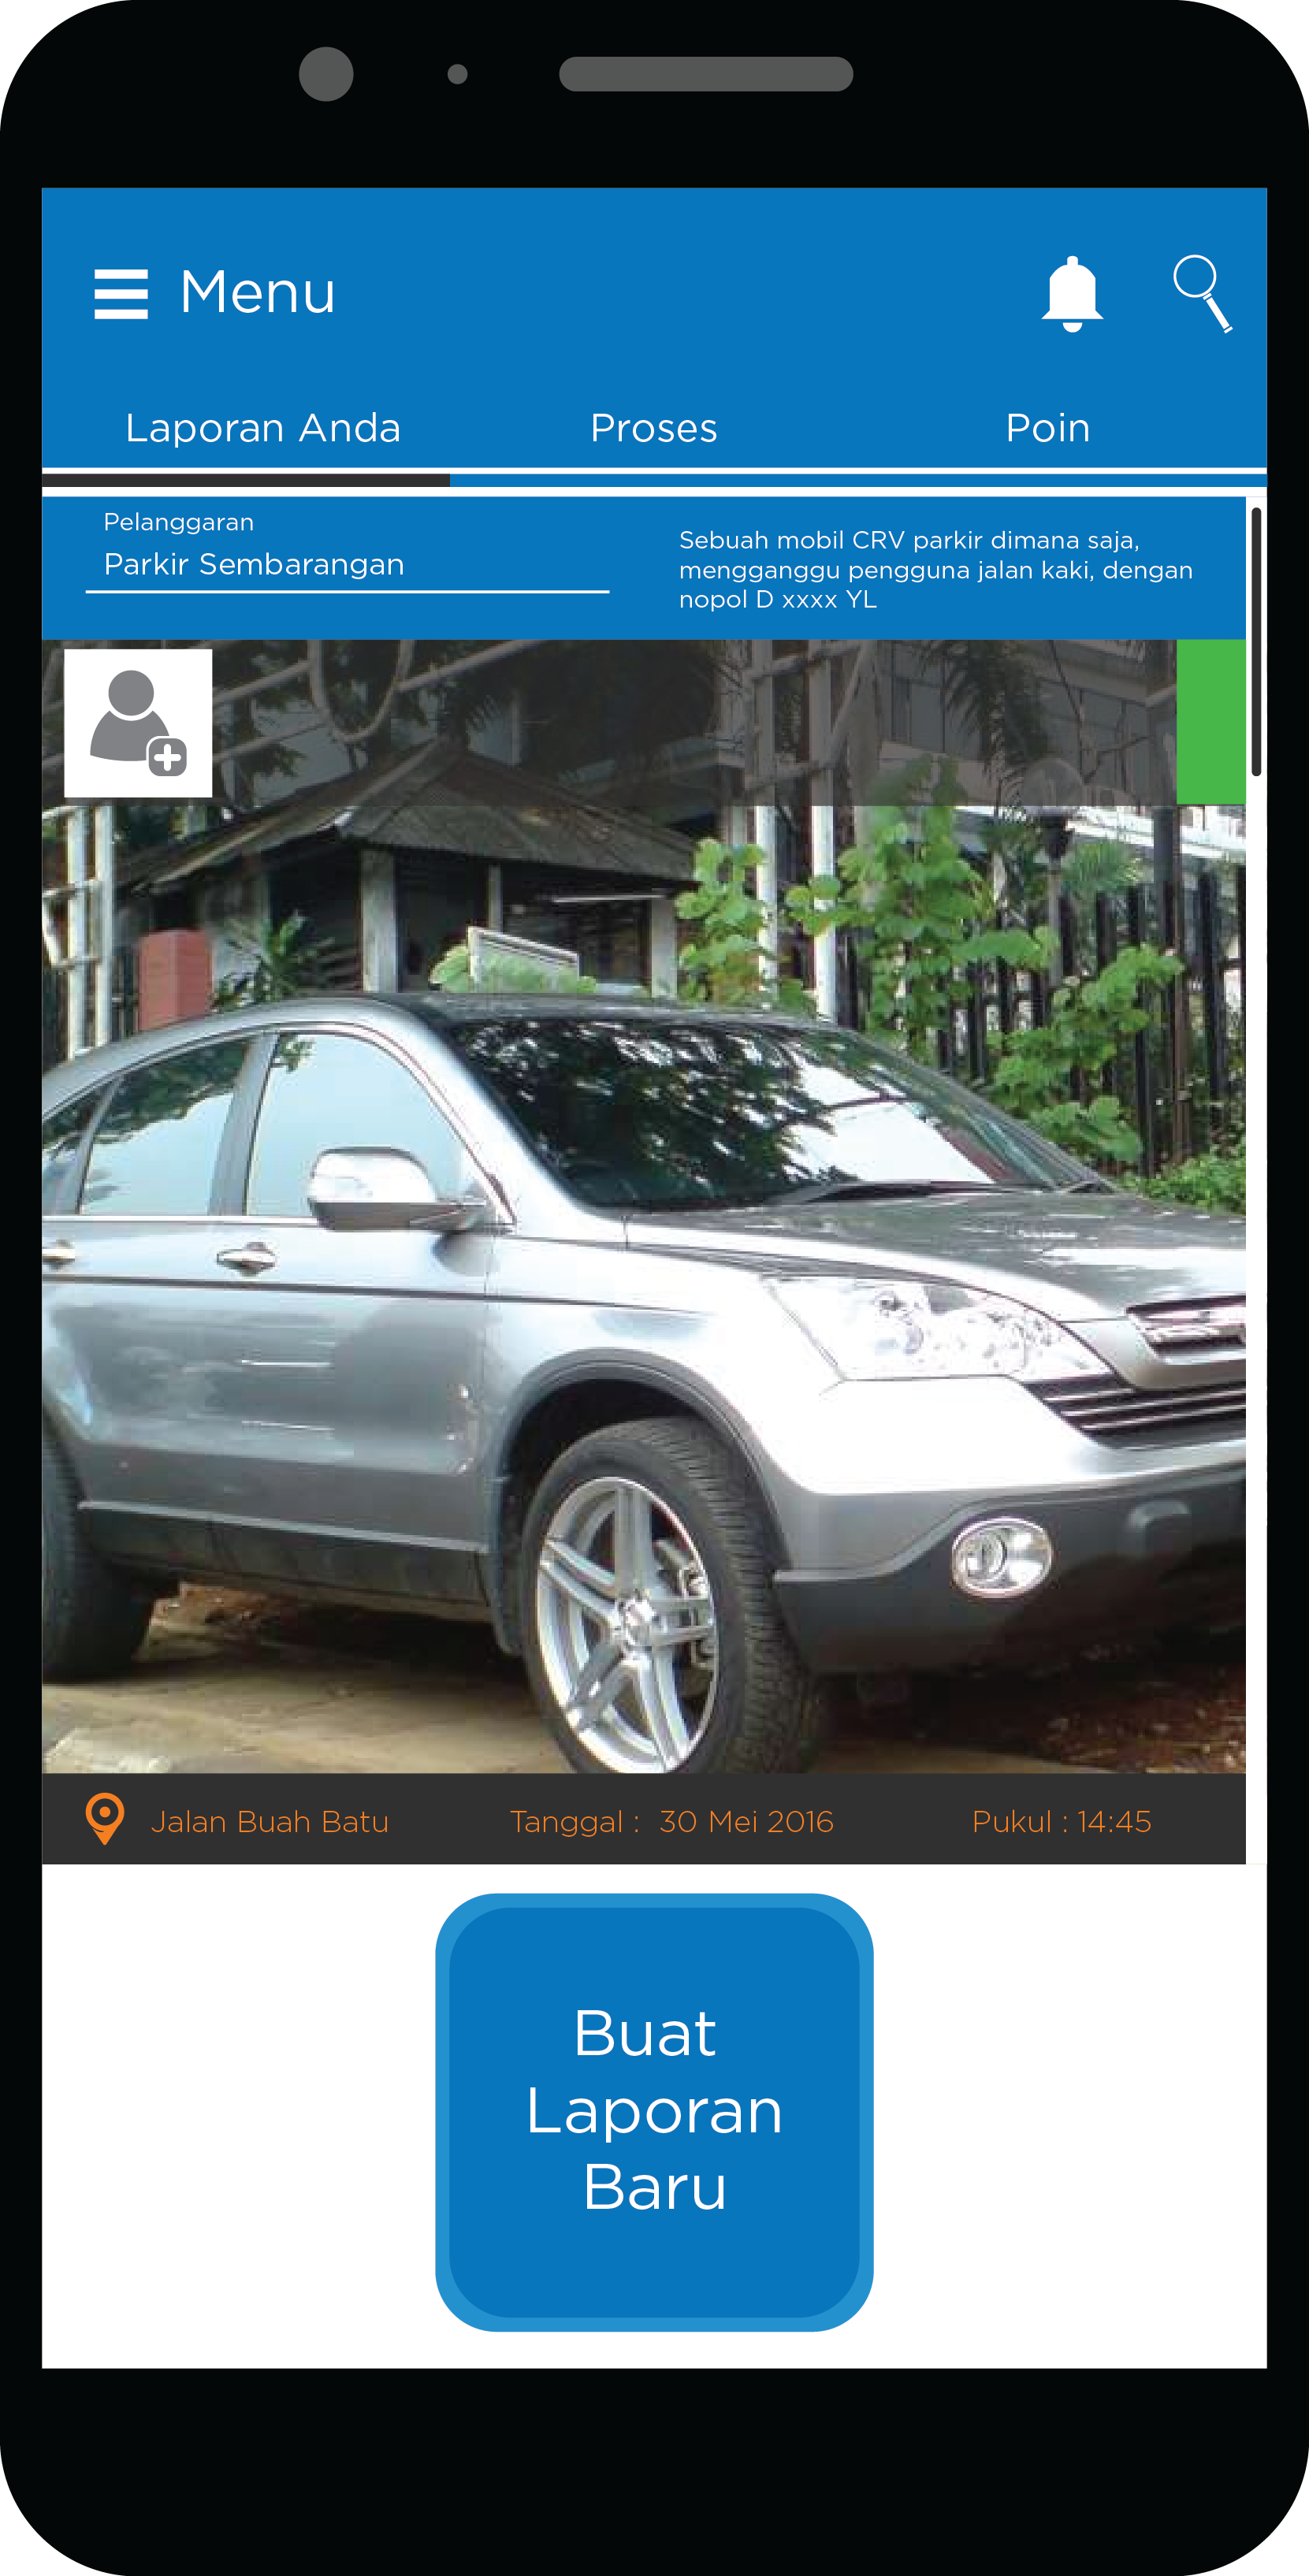 Menu
Laporan Anda
Proses
Poin
Pelanggaran
Parkir Sembarangan
Sebuah mobil CRV parkir dimana saja,
mengganggu pengguna jalan kaki, dengan
nopol D xxxx YL
Jalan Buah Batu
Tanggal : 30 Mei 2016
Pukul : 14:45
Buat
Laporan
Baru